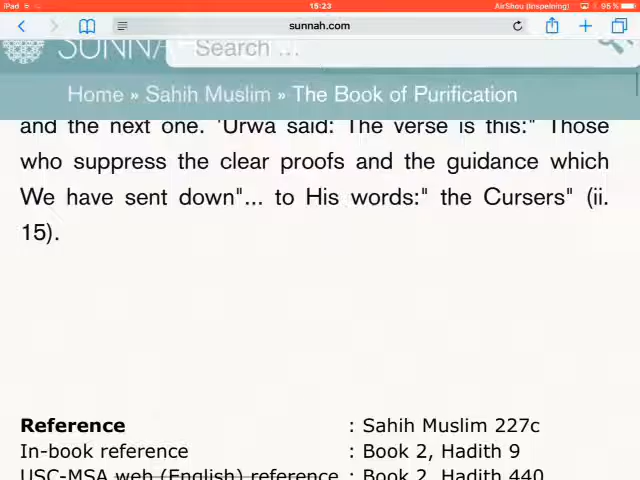 iPad
15:23
AirShou (Inspelning)
95 %
sunnah.com
SUNNA
Search ...
Home » Sahih Muslim » The Book of Purification
and the next one. 'Urwa said: The verse is this:" Those
who suppress the clear proofs and the guidance which
We have sent down"... to His words:" the Cursers" (ii.
15).
Reference : Sahih Muslim 227c
In-book reference : Book 2, Hadith 9
USC-MSA web (English) reference : Book 2, Hadith 440